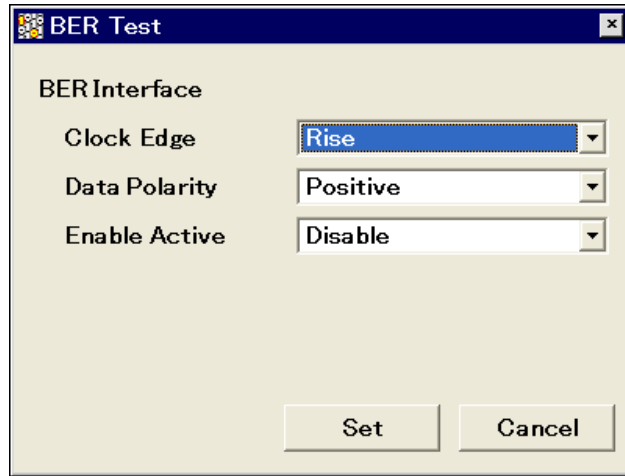 BER Test
BER Interface
Clock Edge Rise
Data Polarity Positive
Enable Active Disable
Set Cancel